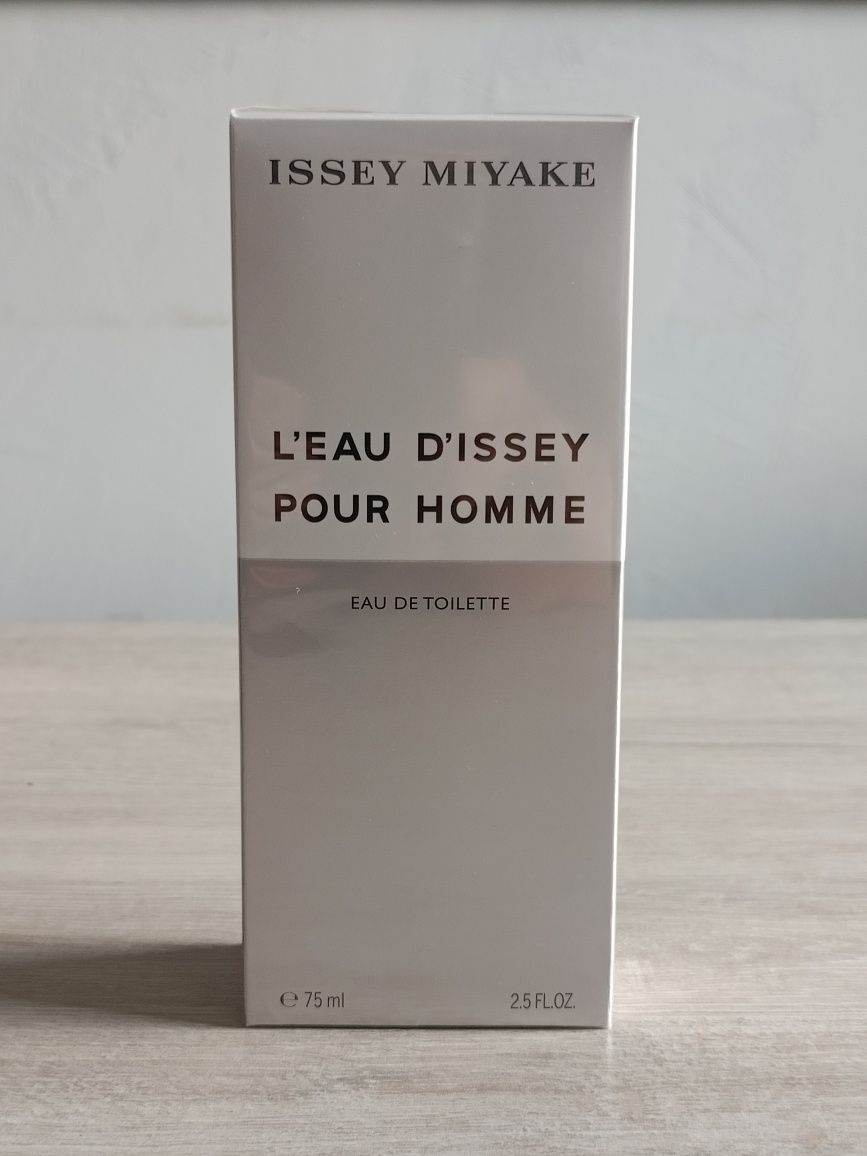 ISSEY MIYAKE
L'EAU D'ISSEY
POUR HOMME
EAU DE TOILETTE
℮ 75 ml 2.5 FL.OZ.